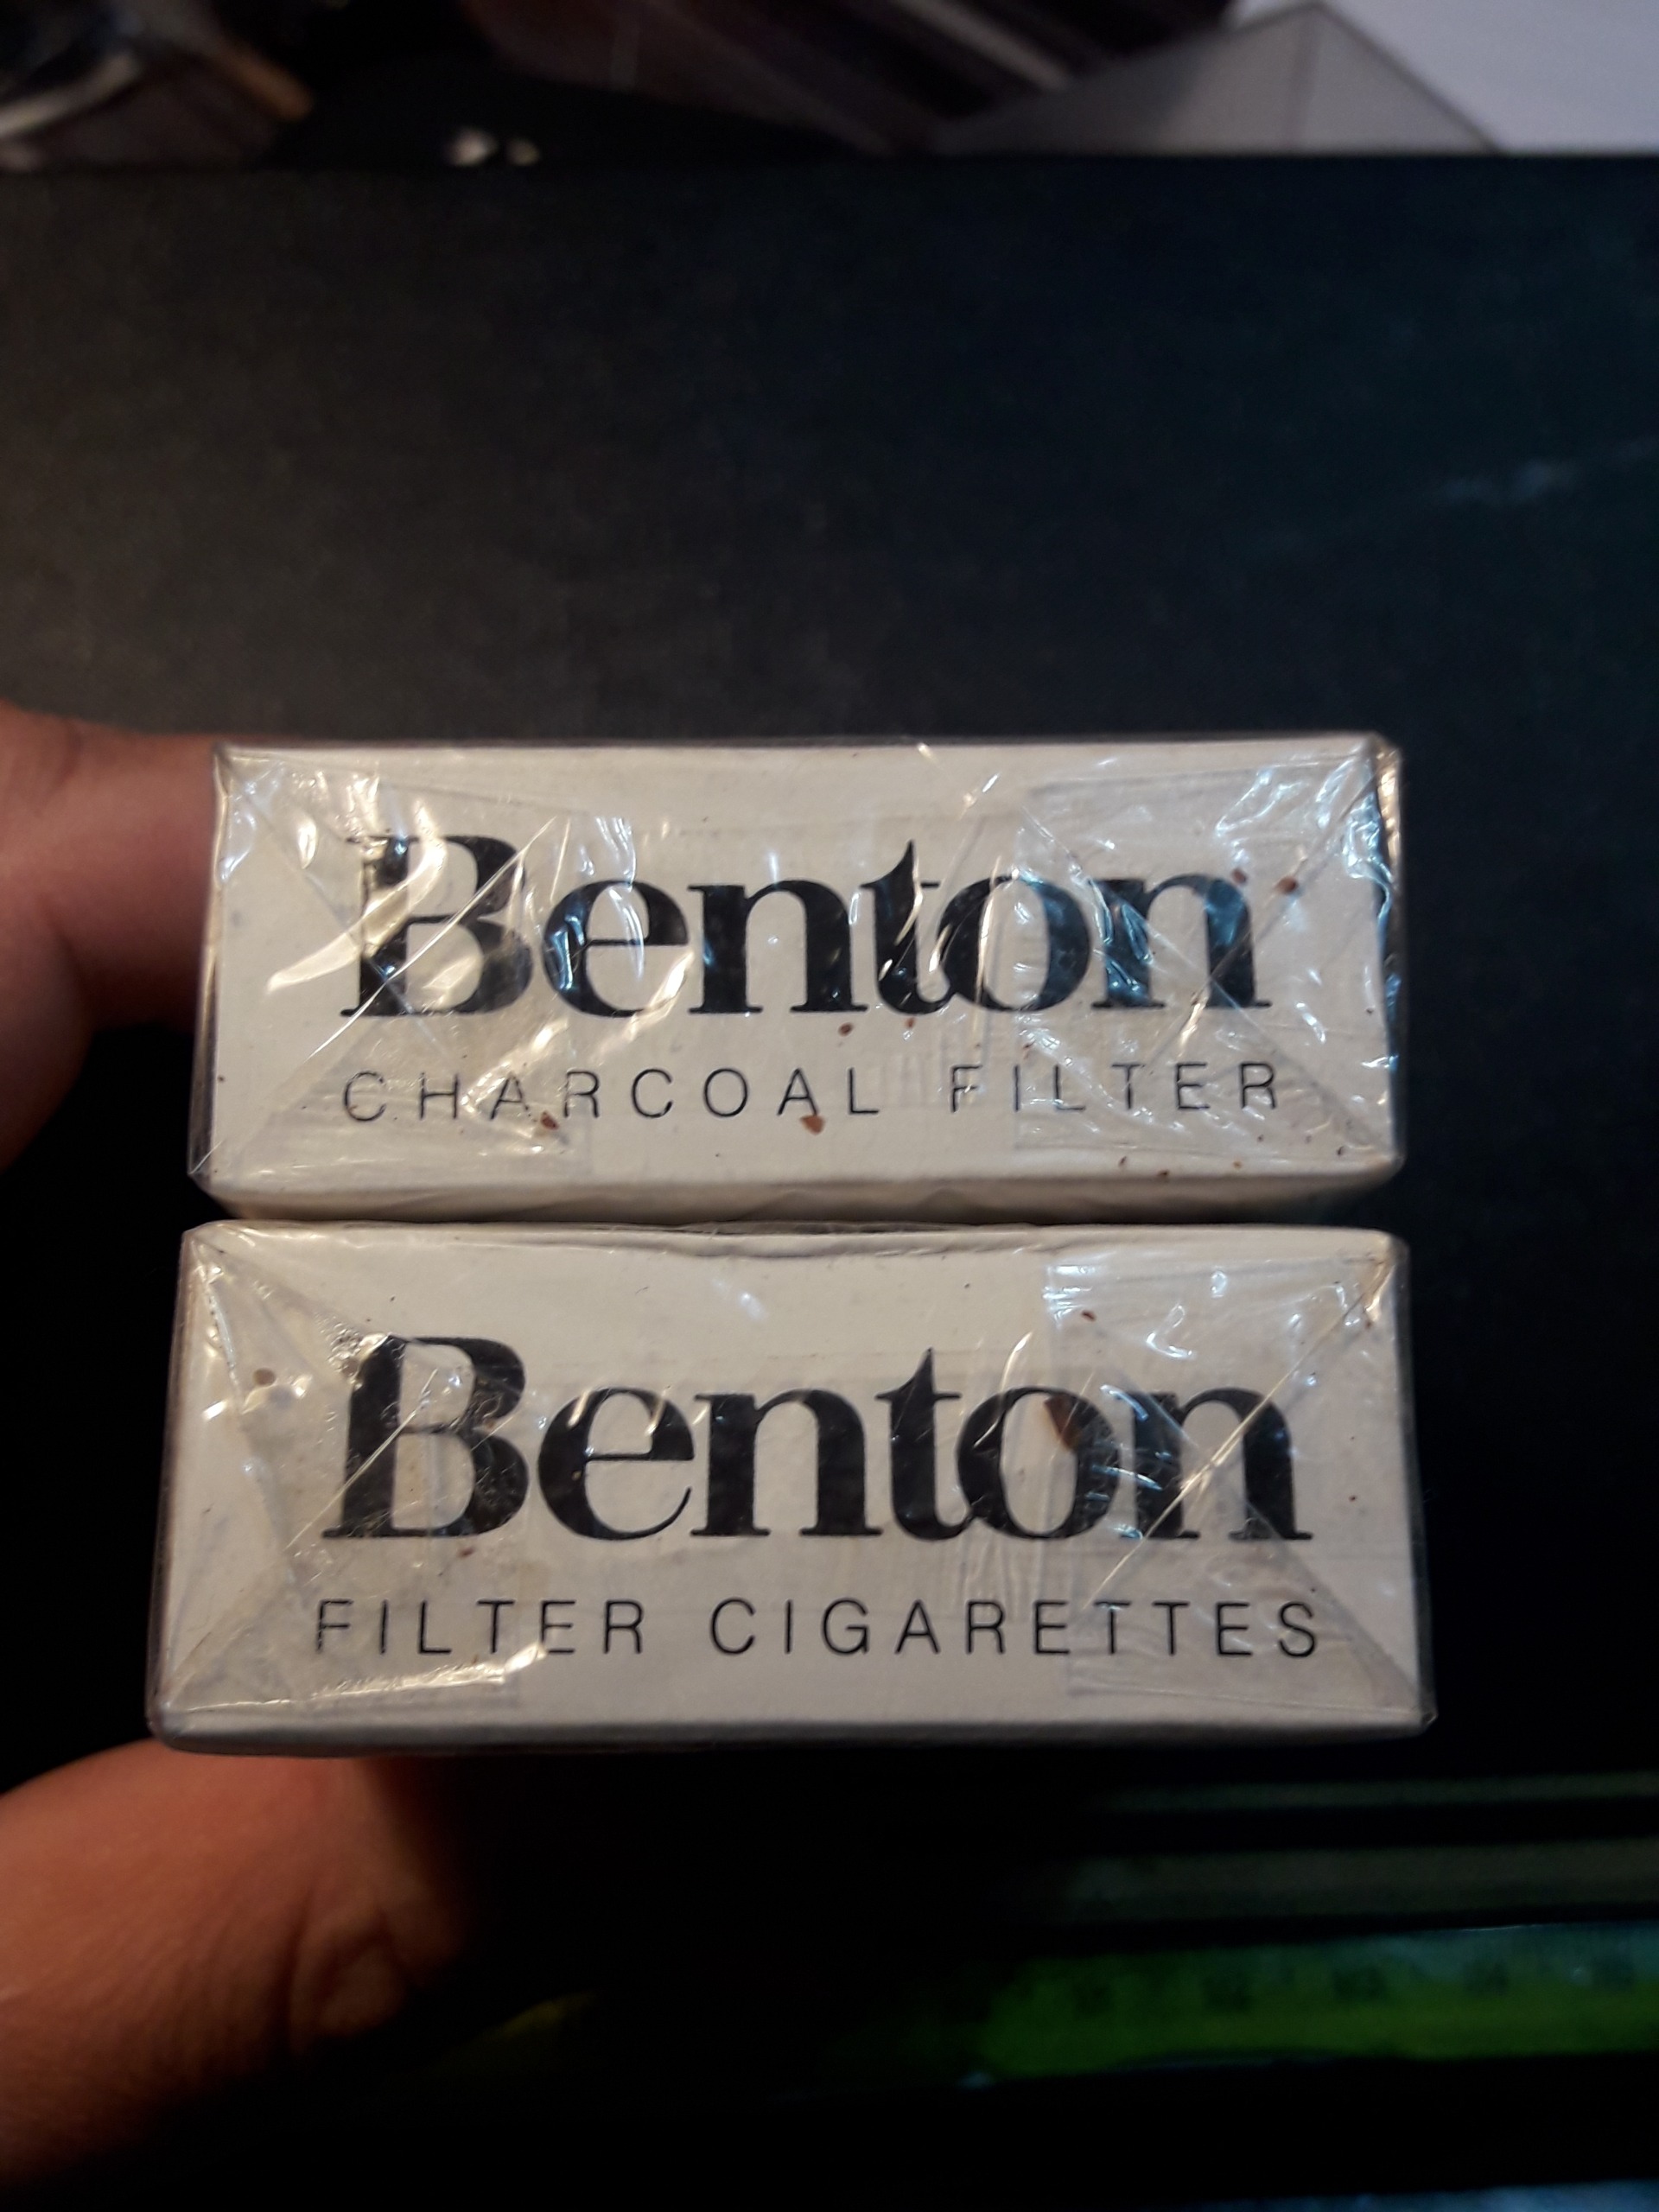 Benton
CHARCOAL FILTER
Benton
FILTER CIGARETTES